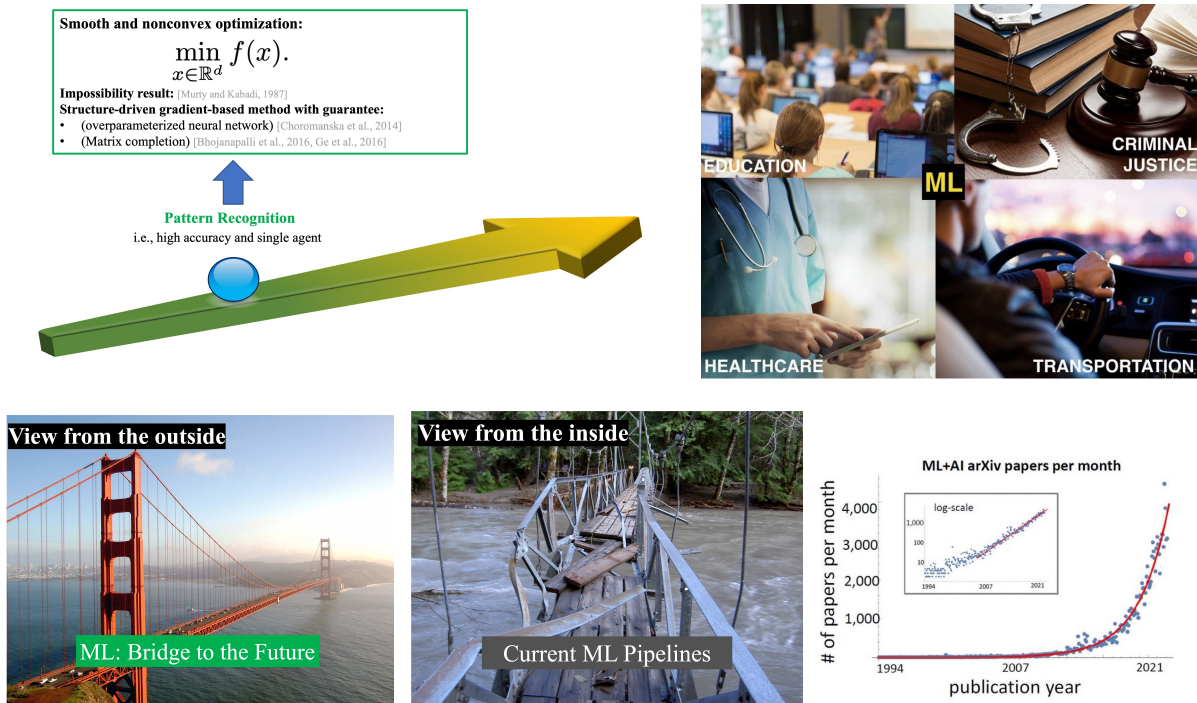 Smooth and nonconvex optimization:
min f(x).
x∈ℝᵈ
Impossibility result: [Murty and Kabadi, 1987]
Structure-driven gradient-based method with guarantee:
• (overparameterized neural network) [Choromanska et al., 2014]
• (Matrix completion) [Bhojanapalli et al., 2016, Ge et al., 2016]
Pattern Recognition
i.e., high accuracy and single agent
EDUCATION
CRIMINAL
JUSTICE
ML
HEALTHCARE
TRANSPORTATION
View from the outside
ML: Bridge to the Future
View from the inside
Current ML Pipelines
ML+AI arXiv papers per month
# of papers per month
4,000
3,000
2,000
1,000
log-scale
1,000
100
10
1994
2007
2021
1994
2007
2021
publication year